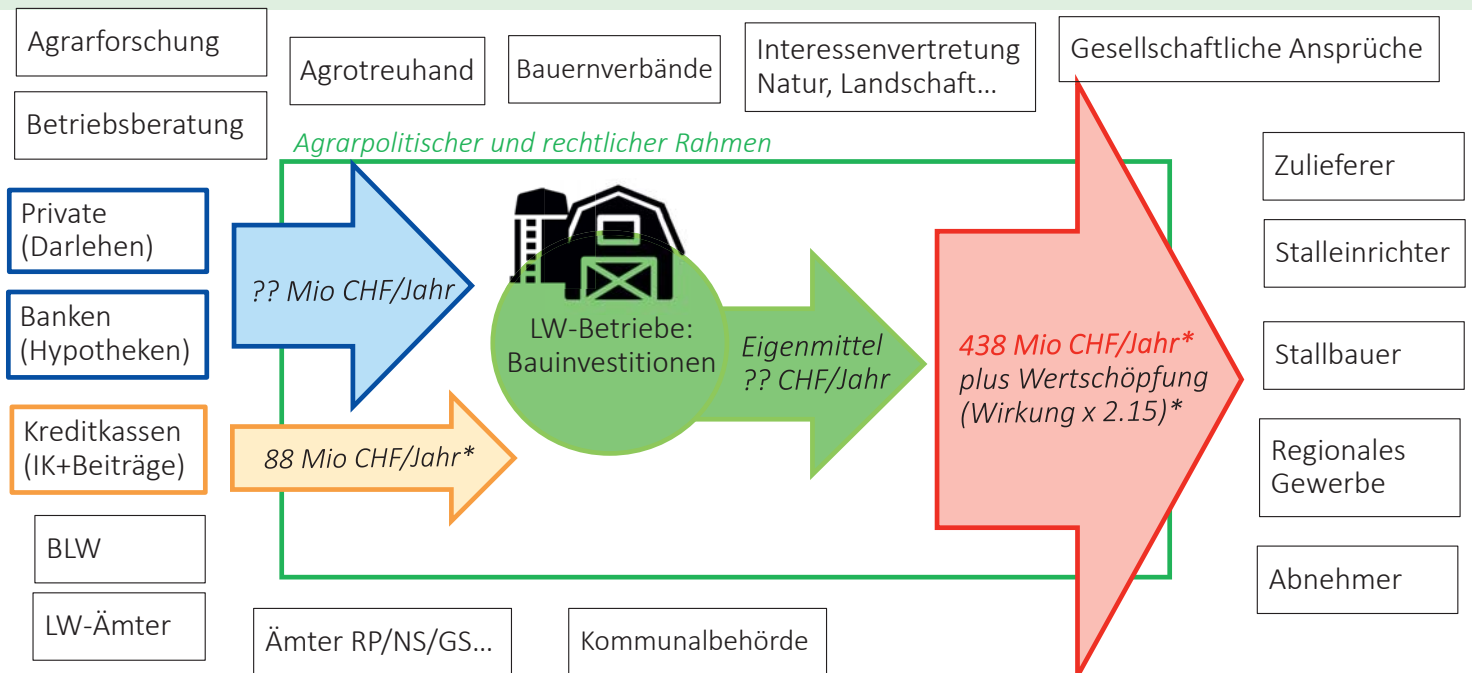 Agrarforschung
Agrotreuhand
Bauernverbände
Interessenvertretung
Natur, Landschaft...
Gesellschaftliche Ansprüche
Betriebsberatung
Agrarpolitischer und rechtlicher Rahmen
Private
(Darlehen)
Banken
(Hypotheken)
?? Mio CHF/Jahr
Kreditkassen
(IK+Beiträge)
88 Mio CHF/Jahr*
LW-Betriebe:
Bauinvestitionen
Eigenmittel
?? CHF/Jahr
438 Mio CHF/Jahr*
plus Wertschöpfung
(Wirkung x 2.15)*
Zulieferer
Stalleinrichter
Stallbauer
Regionales
Gewerbe
Abnehmer
BLW
LW-Ämter
Ämter RP/NS/GS...
Kommunalbehörde